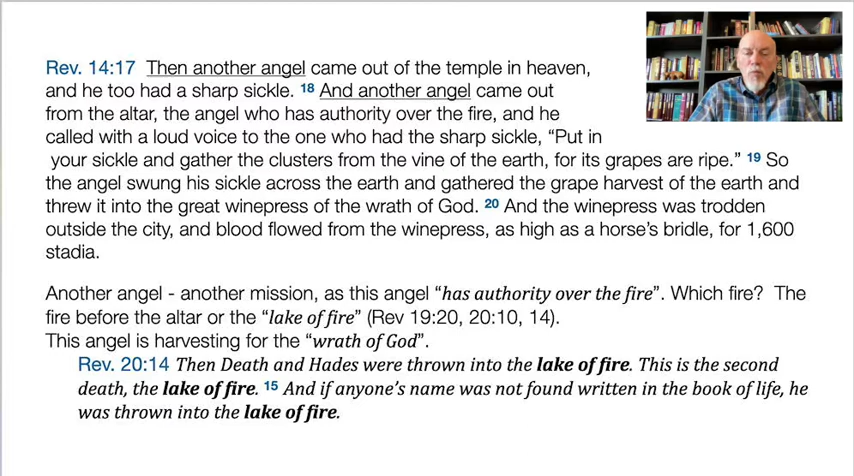 Rev. 14:17 Then another angel came out of the temple in heaven,
and he too had a sharp sickle. 18 And another angel came out
from the altar, the angel who has authority over the fire, and he
called with a loud voice to the one who had the sharp sickle, “Put in
your sickle and gather the clusters from the vine of the earth, for its grapes are ripe.” 19 So
the angel swung his sickle across the earth and gathered the grape harvest of the earth and
threw it into the great winepress of the wrath of God. 20 And the winepress was trodden
outside the city, and blood flowed from the winepress, as high as a horse’s bridle, for 1,600
stadia.
Another angel - another mission, as this angel “has authority over the fire”. Which fire? The
fire before the altar or the “lake of fire” (Rev 19:20, 20:10, 14).
This angel is harvesting for the “wrath of God”.
Rev. 20:14 Then Death and Hades were thrown into the lake of fire. This is the second
death, the lake of fire. 15 And if anyone’s name was not found written in the book of life, he
was thrown into the lake of fire.